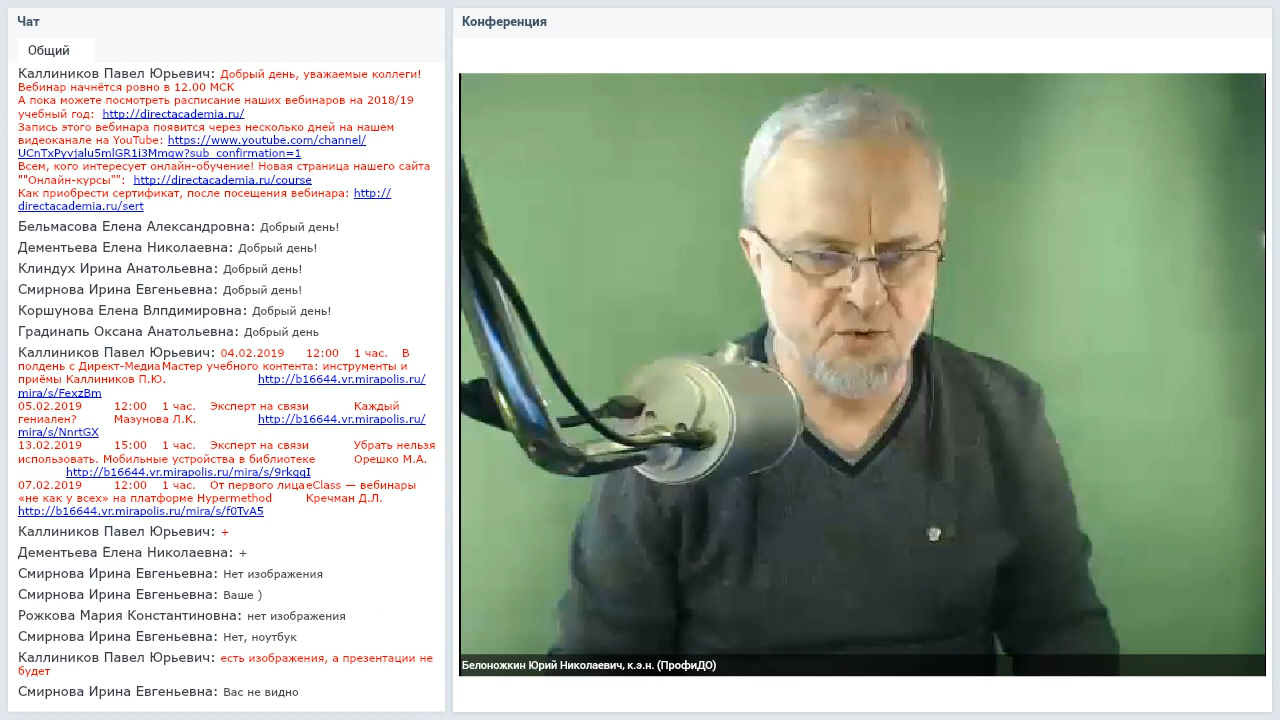 Чат
Общий
Каллиников Павел Юрьевич: Добрый день, уважаемые коллеги!
Вебинар начнётся ровно в 12.00 МСК
А пока можете посмотреть расписание наших вебинаров на 2018/19
учебный год: http://directacademia.ru/
Запись этого вебинара появится через несколько дней на нашем
видеоканале на YouTube: https://www.youtube.com/channel/
UCnTxPyvjalu5mlGR1i3Mmqw?sub_confirmation=1
Всем, кого интересует онлайн-обучение! Новая страница нашего сайта
""Онлайн-курсы"": http://directacademia.ru/course
Как приобрести сертификат, после посещения вебинара: http://
directacademia.ru/sert
Бельмасова Елена Александровна: Добрый день!
Дементьева Елена Николаевна: Добрый день!
Клиндух Ирина Анатольевна: Добрый день!
Смирнова Ирина Евгеньевна: Добрый день!
Коршунова Елена Влпдимировна: Добрый день!
Градинапь Оксана Анатольевна: Добрый день
Каллиников Павел Юрьевич: 04.02.2019 12:00 1 час. В
полдень с Директ-Медиа Мастер учебного контента: инструменты и
приёмы Каллиников П.Ю. http://b16644.vr.mirapolis.ru/
mira/s/FexzBm
05.02.2019 12:00 1 час. Эксперт на связи Каждый
гениален? Мазунова Л.К. http://b16644.vr.mirapolis.ru/
mira/s/NnrtGX
13.02.2019 15:00 1 час. Эксперт на связи Убрать нельзя
использовать. Мобильные устройства в библиотеке Орешко М.А.
http://b16644.vr.mirapolis.ru/mira/s/9rkqqI
07.02.2019 12:00 1 час. От первого лица eClass — вебинары
«не как у всех» на платформе Hypermethod Кречман Д.Л.
http://b16644.vr.mirapolis.ru/mira/s/f0TvA5
Каллиников Павел Юрьевич: +
Дементьева Елена Николаевна: +
Смирнова Ирина Евгеньевна: Нет изображения
Смирнова Ирина Евгеньевна: Ваше )
Рожкова Мария Константиновна: нет изображения
Смирнова Ирина Евгеньевна: Нет, ноутбук
Каллиников Павел Юрьевич: есть изображения, а презентации не
будет
Смирнова Ирина Евгеньевна: Вас не видно
Конференция
Белоножкин Юрий Николаевич, к.э.н. (ПрофиДО)